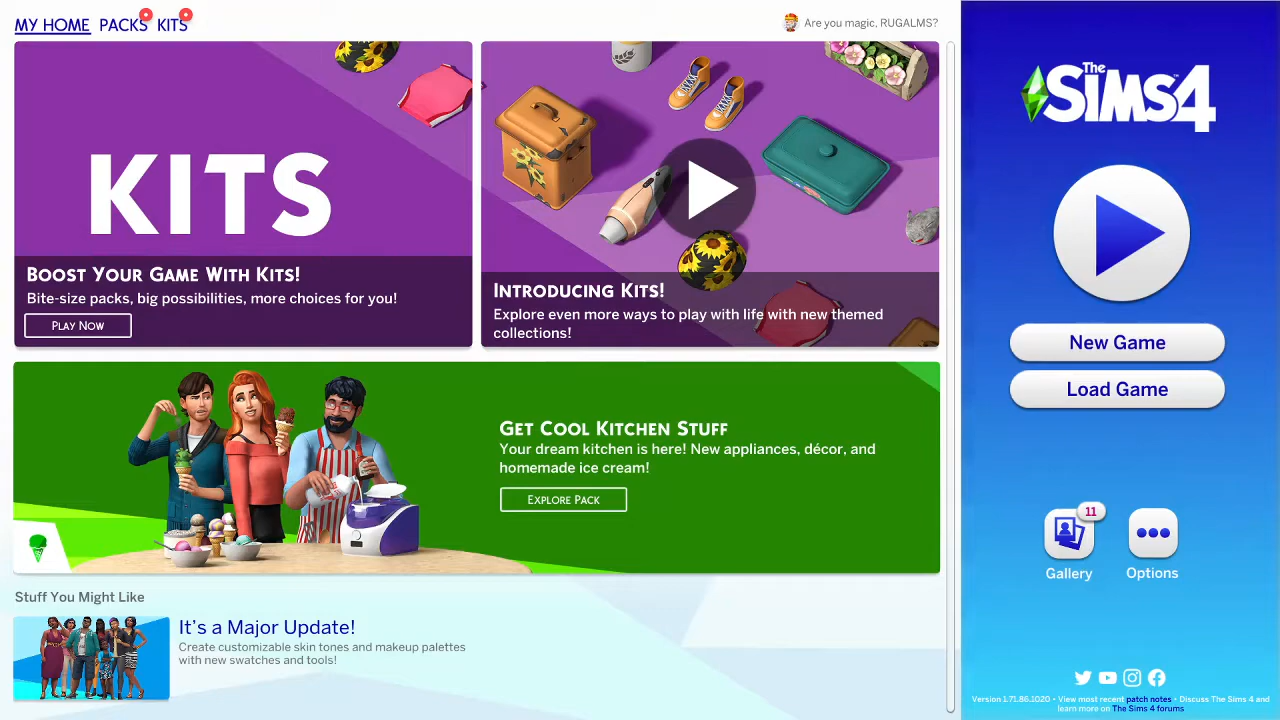 MY HOME PACKS KITS
Are you magic, RUGALMS?
KITS
BOOST YOUR GAME WITH KITS!
Bite-size packs, big possibilities, more choices for you!
PLAY NOW
INTRODUCING KITS!
Explore even more ways to play with life with new themed
collections!
GET COOL KITCHEN STUFF
Your dream kitchen is here! New appliances, décor, and
homemade ice cream!
EXPLORE PACK
Stuff You Might Like
It's a Major Update!
Create customizable skin tones and makeup palettes
with new swatches and tools!
The SIMS 4
New Game
Load Game
11
Gallery
Options
Version 1.71.86.1020 • View most recent patch notes • Discuss The Sims 4 and
learn more on The Sims 4 forums